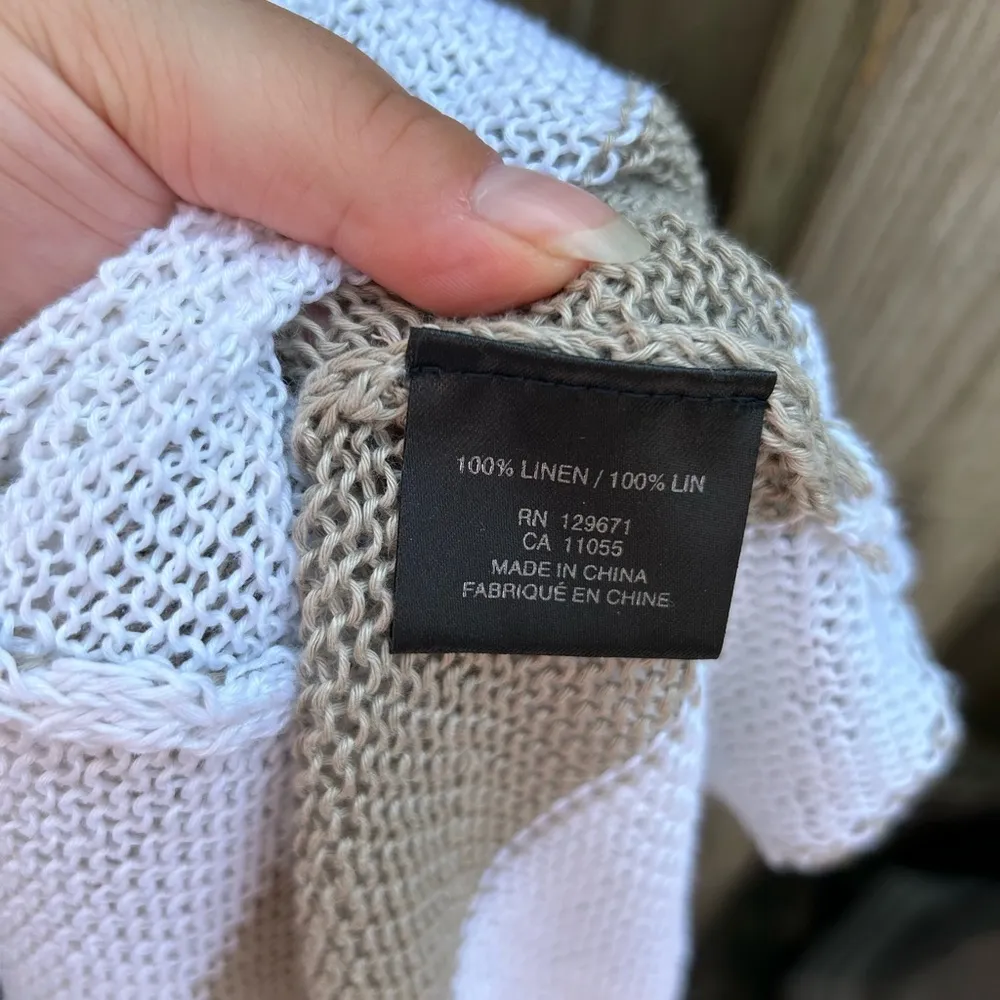 100% LINEN / 100% LIN
RN 129671
CA 11055
MADE IN CHINA
FABRIQUÉ EN CHINE